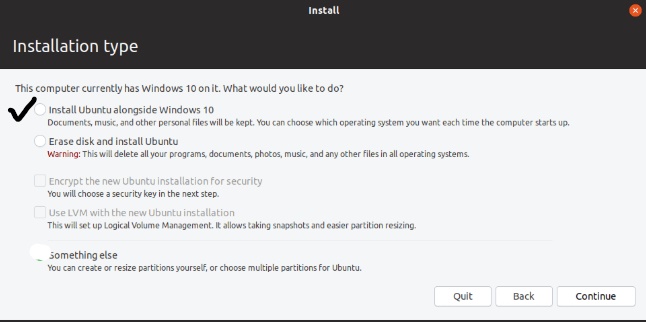 Install
Installation type
This computer currently has Windows 10 on it. What would you like to do?
Install Ubuntu alongside Windows 10
Documents, music, and other personal files will be kept. You can choose which operating system you want each time the computer starts up.
Erase disk and install Ubuntu
Warning: This will delete all your programs, documents, photos, music, and any other files in all operating systems.
Encrypt the new Ubuntu installation for security
You will choose a security key in the next step.
Use LVM with the new Ubuntu installation
This will set up Logical Volume Management. It allows taking snapshots and easier partition resizing.
Something else
You can create or resize partitions yourself, or choose multiple partitions for Ubuntu.
Quit Back Continue